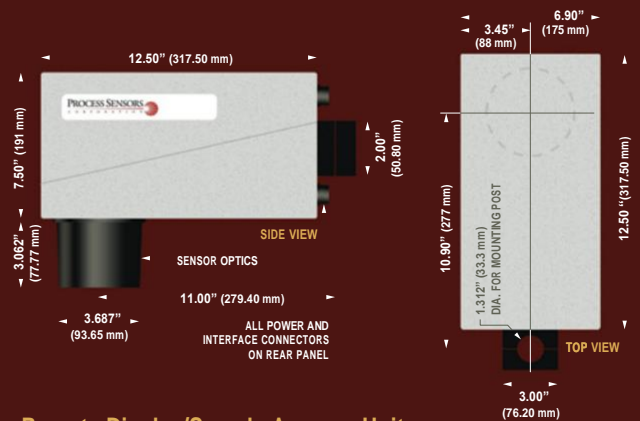 12.50” (317.50 mm)
PROCESS SENSORS
CORPORATION
7.50” (191 mm)
2.00”
(50.80 mm)
3.062”
(77.77 mm)
SIDE VIEW
SENSOR OPTICS
11.00” (279.40 mm)
3.687”
(93.65 mm)
ALL POWER AND
INTERFACE CONNECTORS
ON REAR PANEL
6.90”
(175 mm)
3.45”
(88 mm)
10.90” (277 mm)
1.312” (33.3 mm)
DIA. FOR MOUNTING POST
12.50 “(317.50 mm)
TOP VIEW
3.00”
(76.20 mm)